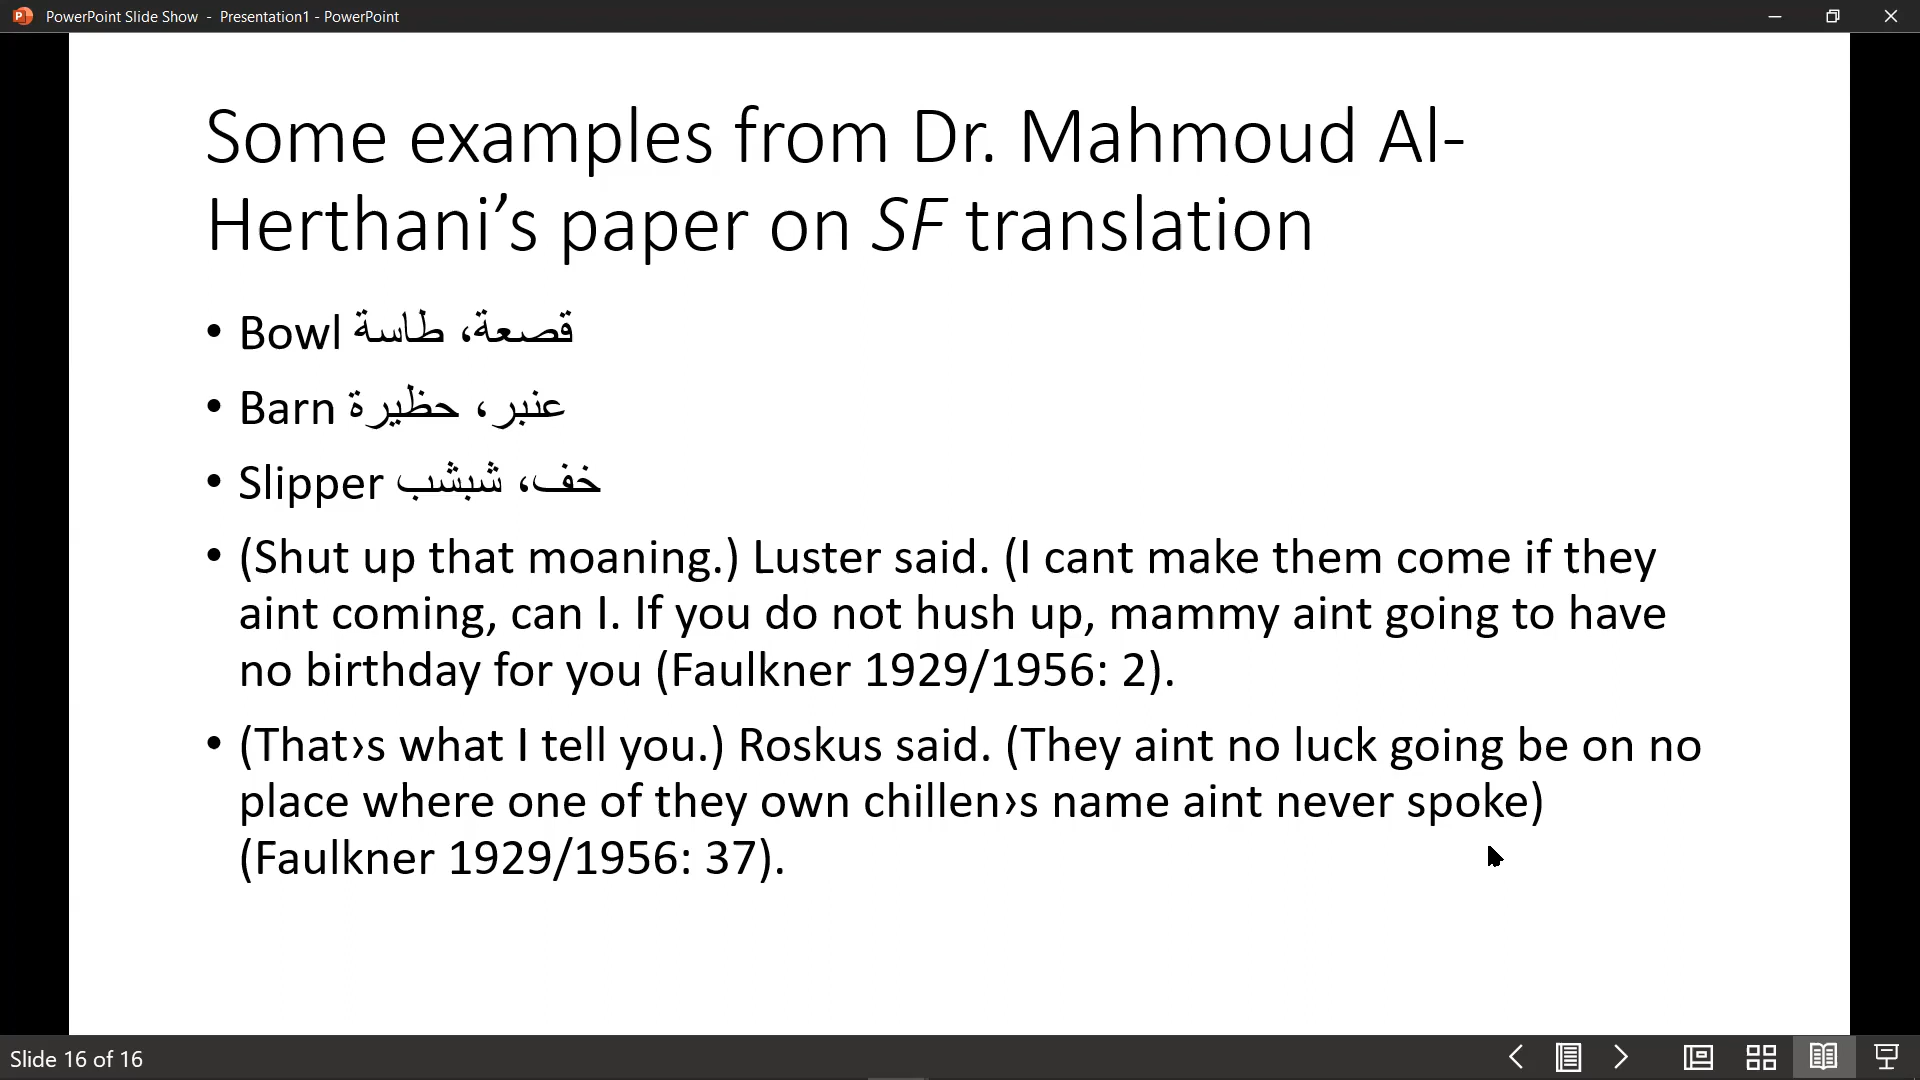 PowerPoint Slide Show - Presentation1 - PowerPoint
Some examples from Dr. Mahmoud Al-
Herthani’s paper on SF translation
• Bowl قصعة، طاسة
• Barn عنبر، حظيرة
• Slipper خف، شبشب
• (Shut up that moaning.) Luster said. (I cant make them come if they
aint coming, can I. If you do not hush up, mammy aint going to have
no birthday for you (Faulkner 1929/1956: 2).
• (That›s what I tell you.) Roskus said. (They aint no luck going be on no
place where one of they own chillen›s name aint never spoke)
(Faulkner 1929/1956: 37).
Slide 16 of 16